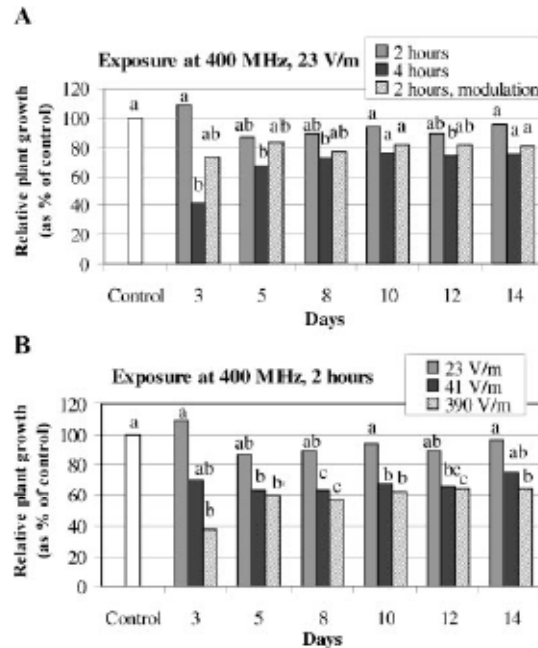 A
Exposure at 400 MHz, 23 V/m
2 hours
4 hours
2 hours, modulation
Relative plant growth
(as % of control)
120
100
80
60
40
20
0
a
a
b
ab
ab
b
ab
ab
b
ab
a
a
a
ab
b
ab
a
a
a
Control 3 5 8 10 12 14
Days
B
Exposure at 400 MHz, 2 hours
23 V/m
41 V/m
390 V/m
Relative plant growth
(as % of control)
120
100
80
60
40
20
0
a
a
ab
b
ab
b
b
ab
c
c
a
b
b
ab
bc
c
a
ab
b
Control 3 5 8 10 12 14
Days